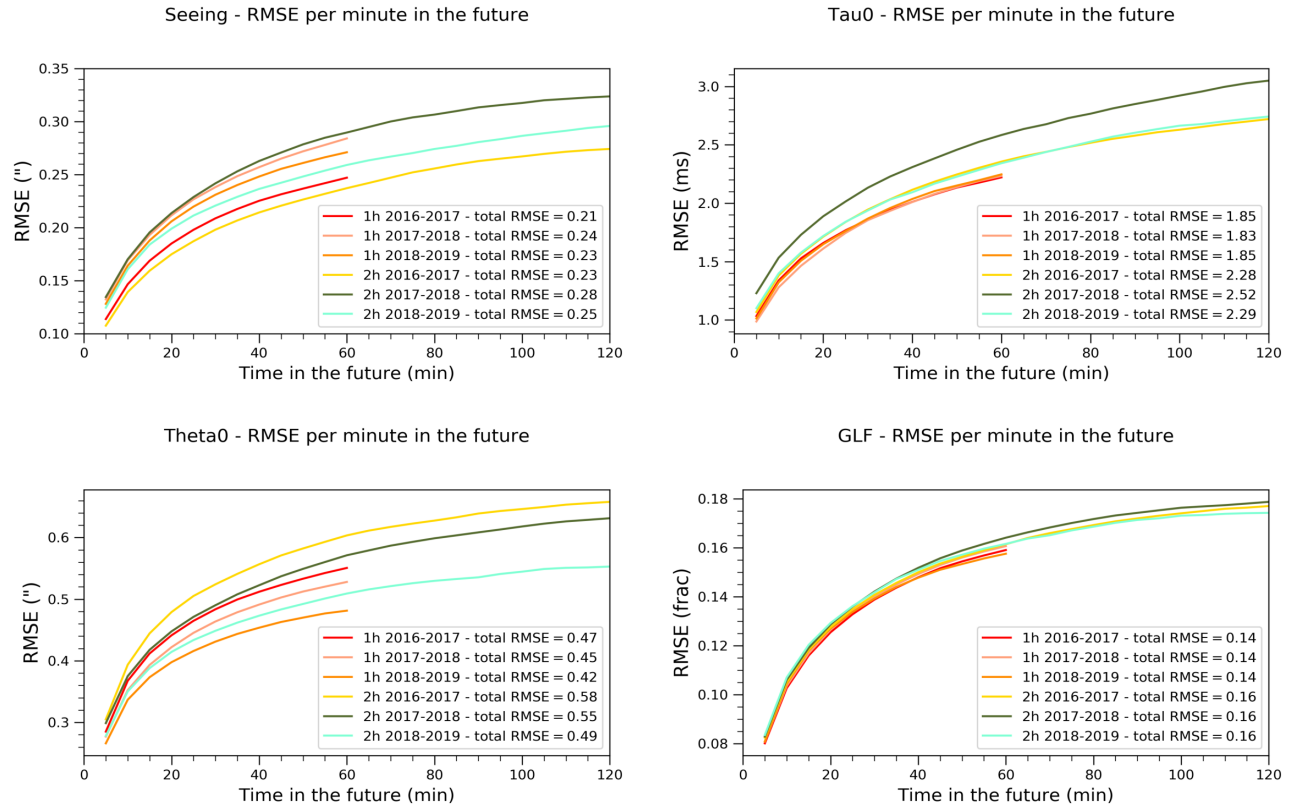 Seeing - RMSE per minute in the future
RMSE (")
0.35
0.30
0.25
0.20
0.15
0.10
0 20 40 60 80 100 120
Time in the future (min)
1h 2016-2017 - total RMSE = 0.21
1h 2017-2018 - total RMSE = 0.24
1h 2018-2019 - total RMSE = 0.23
2h 2016-2017 - total RMSE = 0.23
2h 2017-2018 - total RMSE = 0.28
2h 2018-2019 - total RMSE = 0.25
Tau0 - RMSE per minute in the future
RMSE (ms)
3.0
2.5
2.0
1.5
1.0
0 20 40 60 80 100 120
Time in the future (min)
1h 2016-2017 - total RMSE = 1.85
1h 2017-2018 - total RMSE = 1.83
1h 2018-2019 - total RMSE = 1.85
2h 2016-2017 - total RMSE = 2.28
2h 2017-2018 - total RMSE = 2.52
2h 2018-2019 - total RMSE = 2.29
Theta0 - RMSE per minute in the future
RMSE (")
0.6
0.5
0.4
0.3
0 20 40 60 80 100 120
Time in the future (min)
1h 2016-2017 - total RMSE = 0.47
1h 2017-2018 - total RMSE = 0.45
1h 2018-2019 - total RMSE = 0.42
2h 2016-2017 - total RMSE = 0.58
2h 2017-2018 - total RMSE = 0.55
2h 2018-2019 - total RMSE = 0.49
GLF - RMSE per minute in the future
RMSE (frac)
0.18
0.16
0.14
0.12
0.10
0.08
0 20 40 60 80 100 120
Time in the future (min)
1h 2016-2017 - total RMSE = 0.14
1h 2017-2018 - total RMSE = 0.14
1h 2018-2019 - total RMSE = 0.14
2h 2016-2017 - total RMSE = 0.16
2h 2017-2018 - total RMSE = 0.16
2h 2018-2019 - total RMSE = 0.16